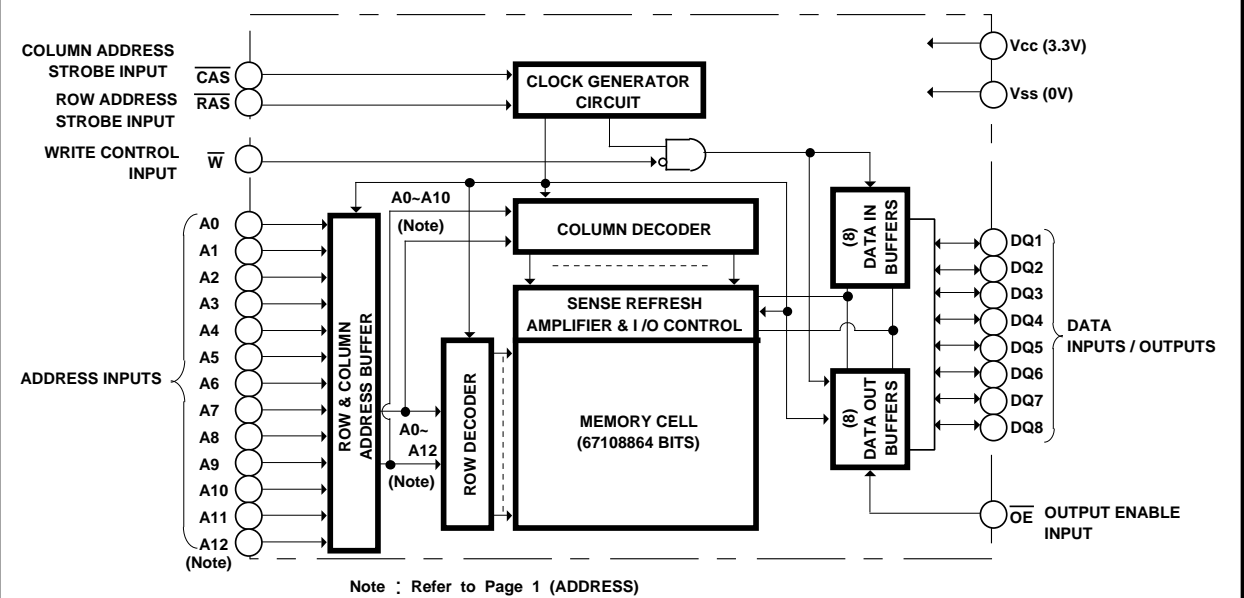 COLUMN ADDRESS
STROBE INPUT
CAS
ROW ADDRESS
STROBE INPUT
RAS
WRITE CONTROL
INPUT
W
CLOCK GENERATOR
CIRCUIT
Vcc (3.3V)
Vss (0V)
ADDRESS INPUTS
A0
A1
A2
A3
A4
A5
A6
A7
A8
A9
A10
A11
A12
(Note)
ROW & COLUMN
ADDRESS BUFFER
A0~A10
(Note)
A0~
A12
(Note)
ROW DECODER
COLUMN DECODER
SENSE REFRESH
AMPLIFIER & I /O CONTROL
MEMORY CELL
(67108864 BITS)
(8)
DATA IN
BUFFERS
(8)
DATA OUT
BUFFERS
DQ1
DQ2
DQ3
DQ4
DQ5
DQ6
DQ7
DQ8
DATA
INPUTS / OUTPUTS
OE
OUTPUT ENABLE
INPUT
Note : Refer to Page 1 (ADDRESS)